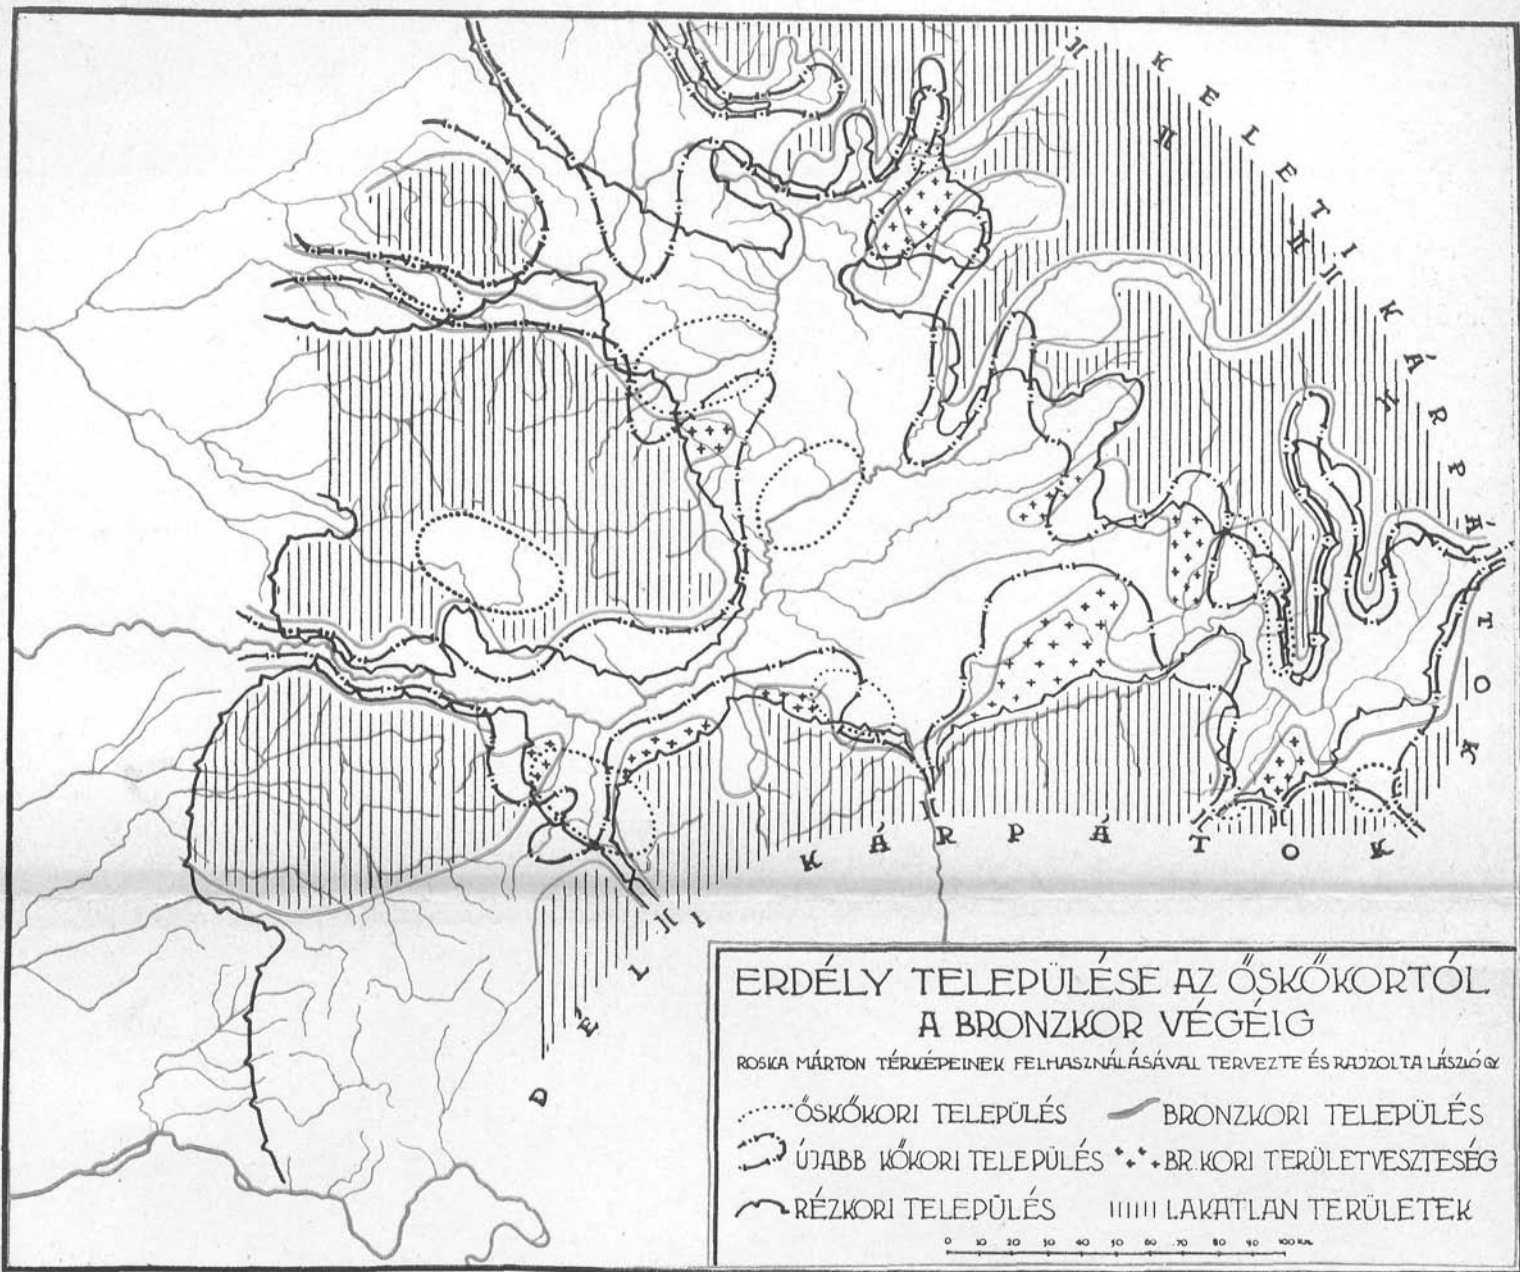 KELETI KÁRPÁTOK
DÉLI KÁRPÁTOK
ERDÉLY TELEPÜLÉSE AZ ŐSKŐKORTÓL
A BRONZKOR VÉGÉIG
ROSKA MÁRTON TÉRKÉPEINEK FELHASZNÁLÁSÁVAL TERVEZTE ÉS RAJZOLTA LÁSZLÓ GY
ŐSKŐKORI TELEPÜLÉS
BRONZKORI TELEPÜLÉS
ÚJABB KŐKORI TELEPÜLÉS
BR. KORI TERÜLETVESZTESÉG
RÉZKORI TELEPÜLÉS
LAKATLAN TERÜLETEK
0 10 20 30 40 50 60 70 80 90 100 Km.